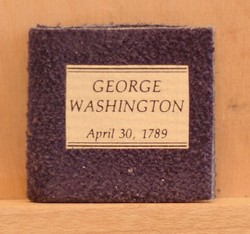 GEORGE
WASHINGTON
April 30, 1789